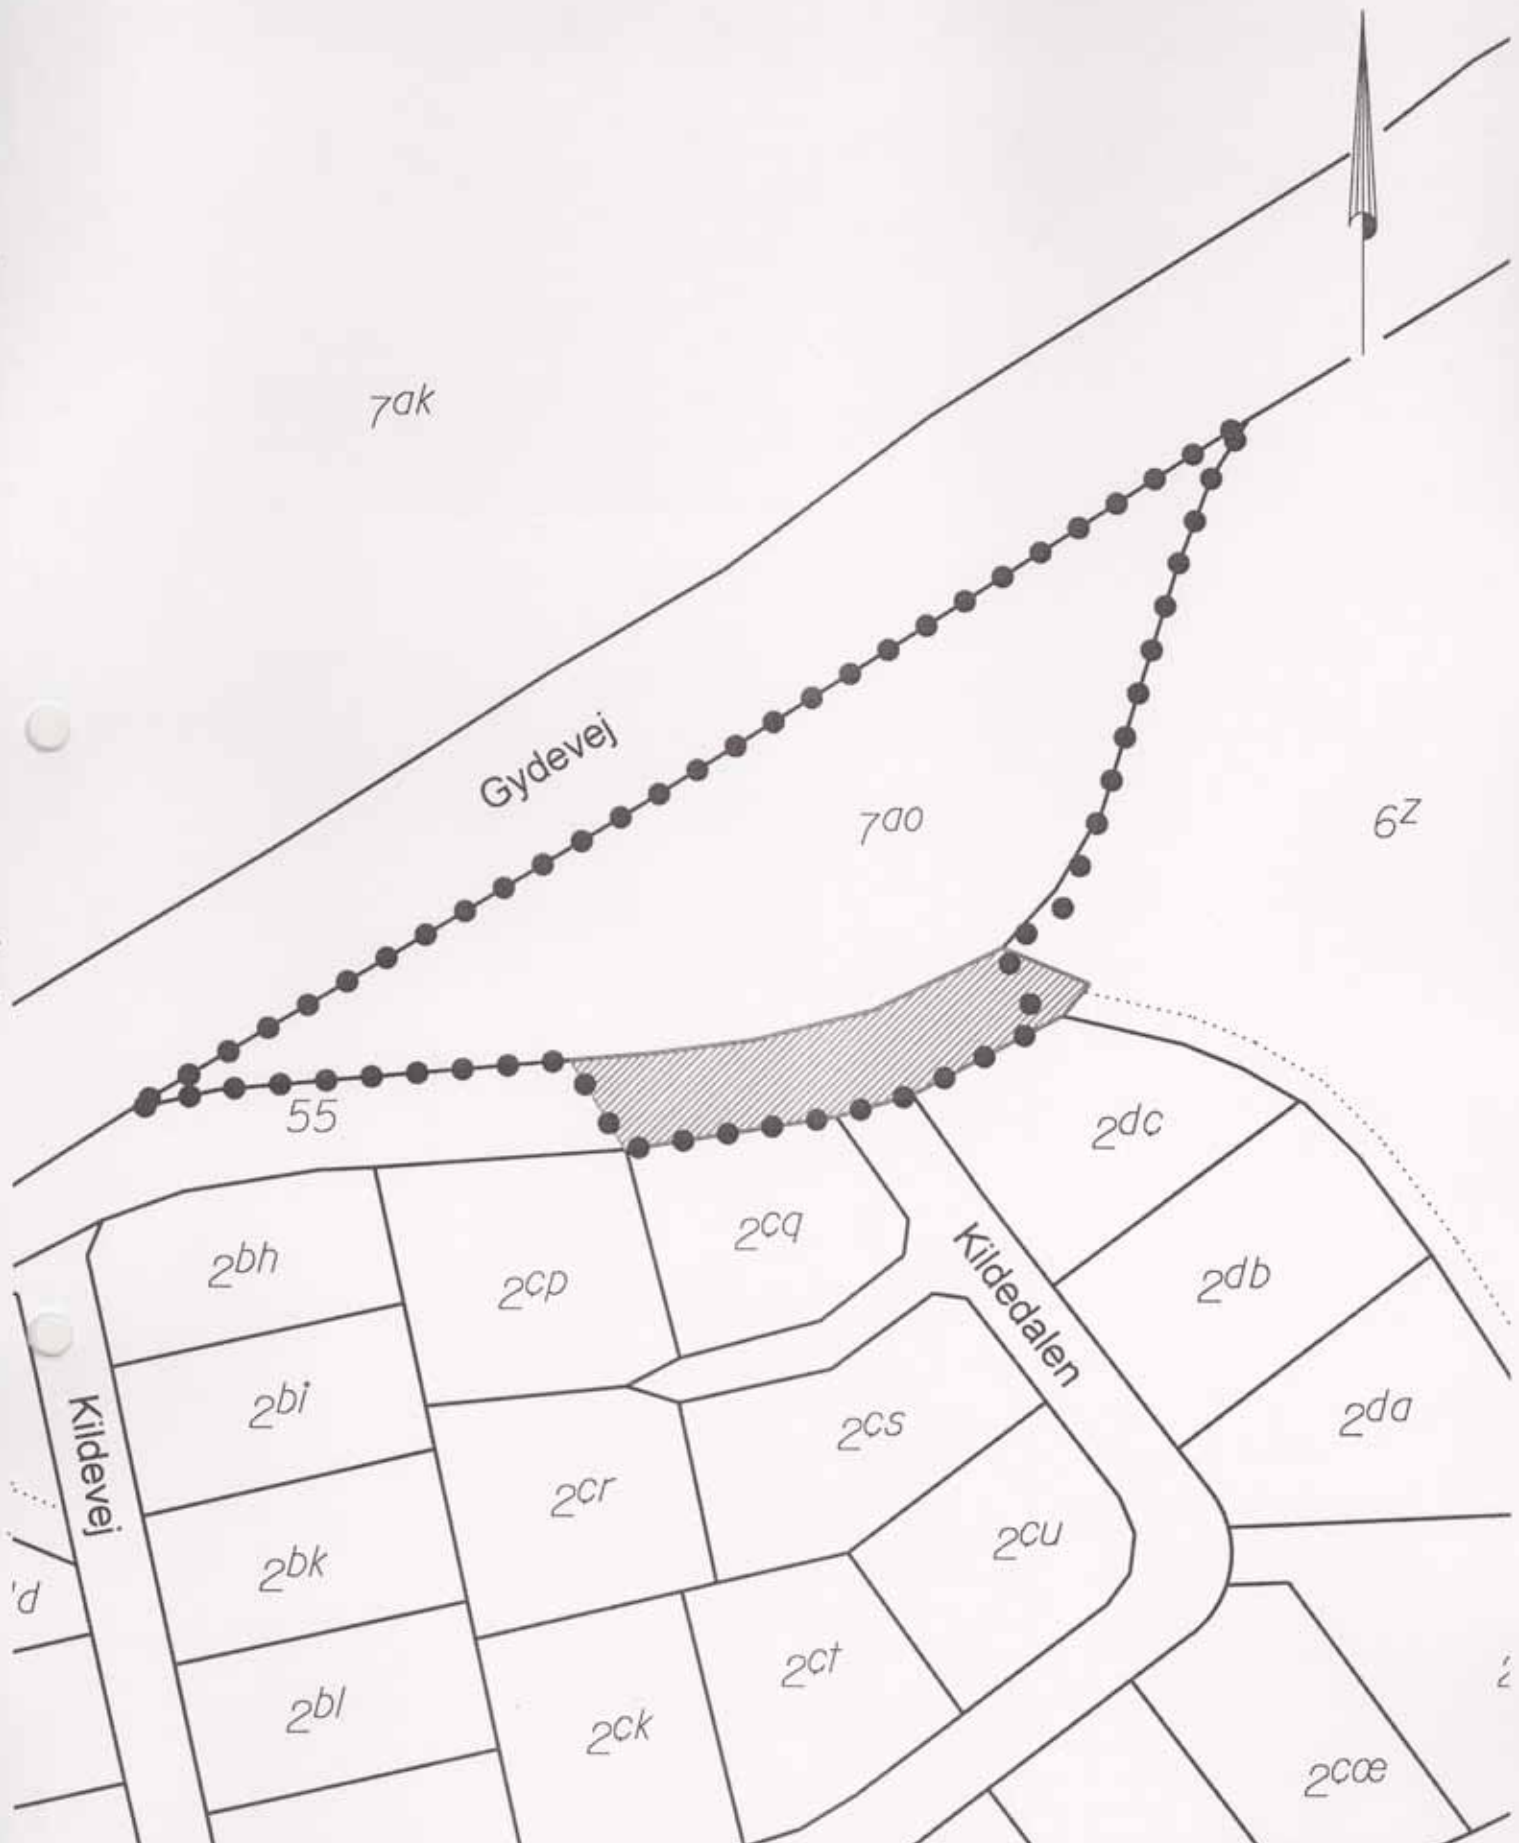 7ak
Gydevej
7ao
6z
55
2dc
2bh
2cp
2cq
Kildedalen
2db
2bi
Kildevej
2cs
2da
2cr
2cu
2bk
'd
2ct
2bl
2ck
2cœ